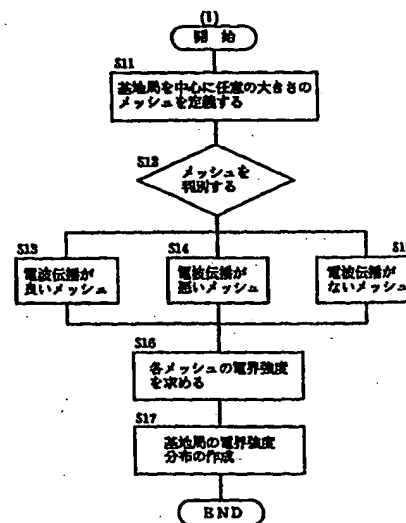 (1)
開始
S11
基地局を中心に任意の大きさの
メッシュを定義する
S12
メッシュを
判別する
S13
電波伝播が
良いメッシュ
S14
電波伝播が
悪いメッシュ
電波伝播が
ないメッシュ
S16
各メッシュの電界強度
を求める
S17
基地局の電界強度
分布の作成
END